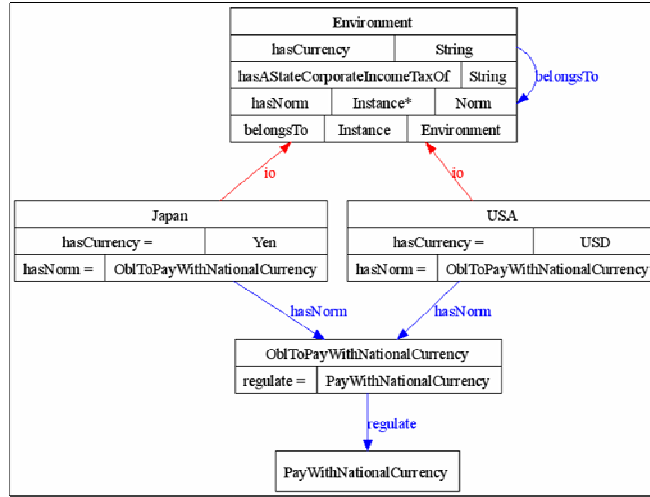 Environment
hasCurrency String
hasAStateCorporateIncomeTaxOf String
belongsTo
hasNorm Instance* Norm
belongsTo Instance Environment
io io
Japan USA
hasCurrency = Yen hasCurrency = USD
hasNorm = OblToPayWithNationalCurrency hasNorm = OblToPayWithNationalCurrency
hasNorm hasNorm
OblToPayWithNationalCurrency
regulate = PayWithNationalCurrency
regulate
PayWithNationalCurrency